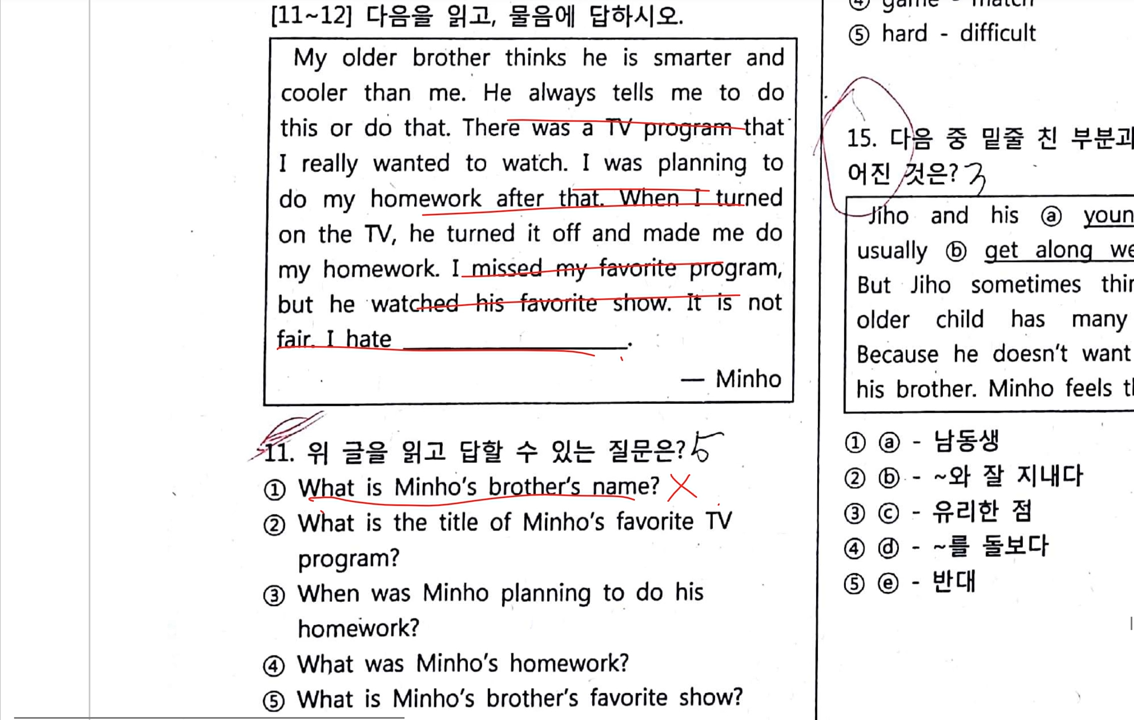 [11~12] 다음을 읽고, 물음에 답하시오.
My older brother thinks he is smarter and
cooler than me. He always tells me to do
this or do that. There was a TV program that
I really wanted to watch. I was planning to
do my homework after that. When I turned
on the TV, he turned it off and made me do
my homework. I missed my favorite program,
but he watched his favorite show. It is not
fair. I hate ____________________.
— Minho
11. 위 글을 읽고 답할 수 있는 질문은? 5
① What is Minho's brother's name? X
② What is the title of Minho's favorite TV
program?
③ When was Minho planning to do his
homework?
④ What was Minho's homework?
⑤ What is Minho's brother's favorite show?
④ game - match
⑤ hard - difficult
15. 다음 중 밑줄 친 부분과
어진 것은? 3
Jiho and his ⓐ youn
usually ⓑ get along we
But Jiho sometimes thin
older child has many
Because he doesn't want
his brother. Minho feels th
① ⓐ - 남동생
② ⓑ - ~와 잘 지내다
③ ⓒ - 유리한 점
④ ⓓ - ~를 돌보다
⑤ ⓔ - 반대